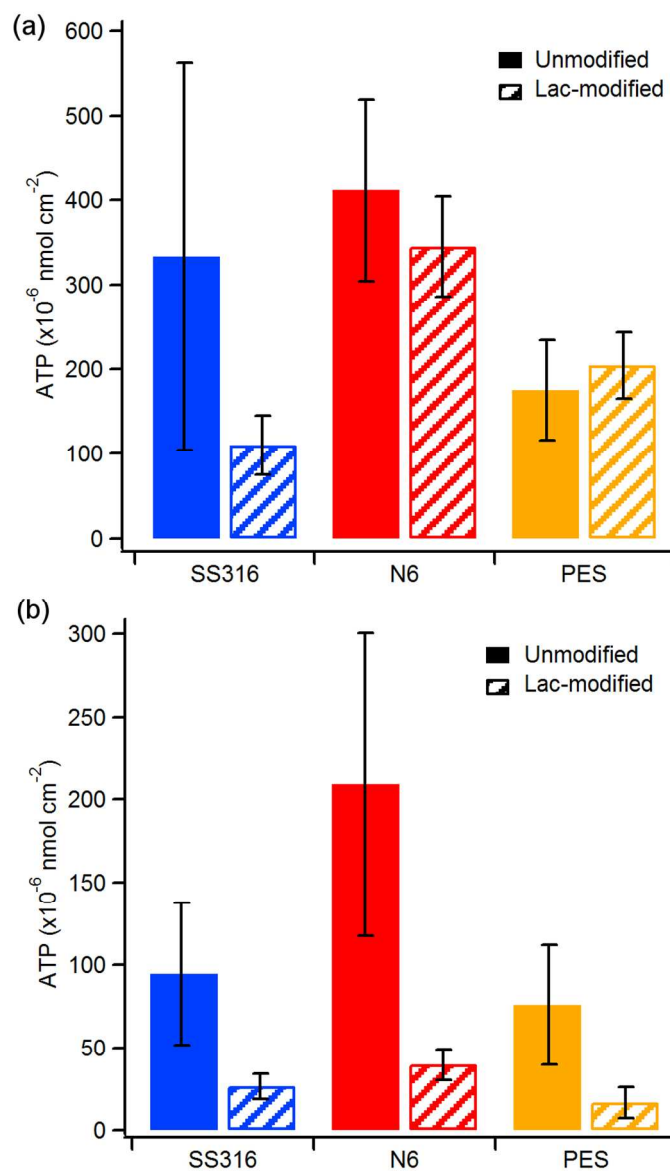 (a)
600
500
400
300
200
100
0
ATP (x10⁻⁶ nmol cm⁻²)
Unmodified
Lac-modified
SS316 N6 PES
(b)
300
250
200
150
100
50
0
ATP (x10⁻⁶ nmol cm⁻²)
Unmodified
Lac-modified
SS316 N6 PES